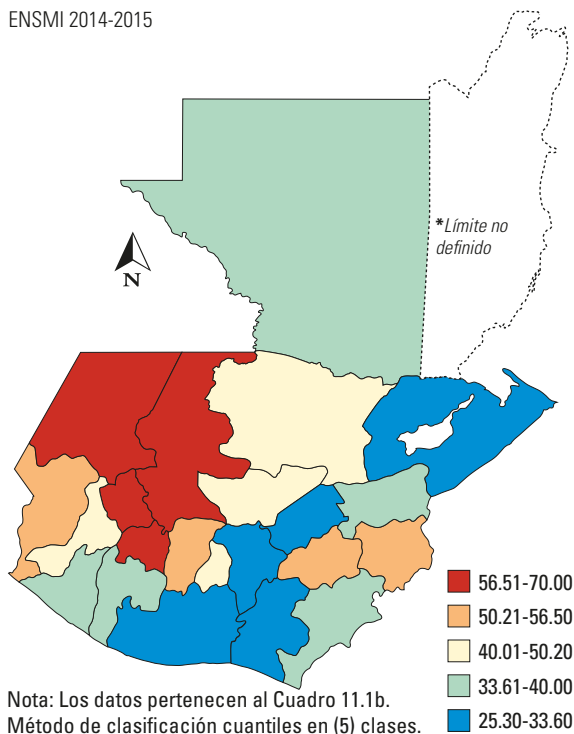 ENSMI 2014-2015
*Límite no
definido
N
56.51-70.00
50.21-56.50
40.01-50.20
33.61-40.00
25.30-33.60
Nota: Los datos pertenecen al Cuadro 11.1b.
Método de clasificación cuantiles en (5) clases.